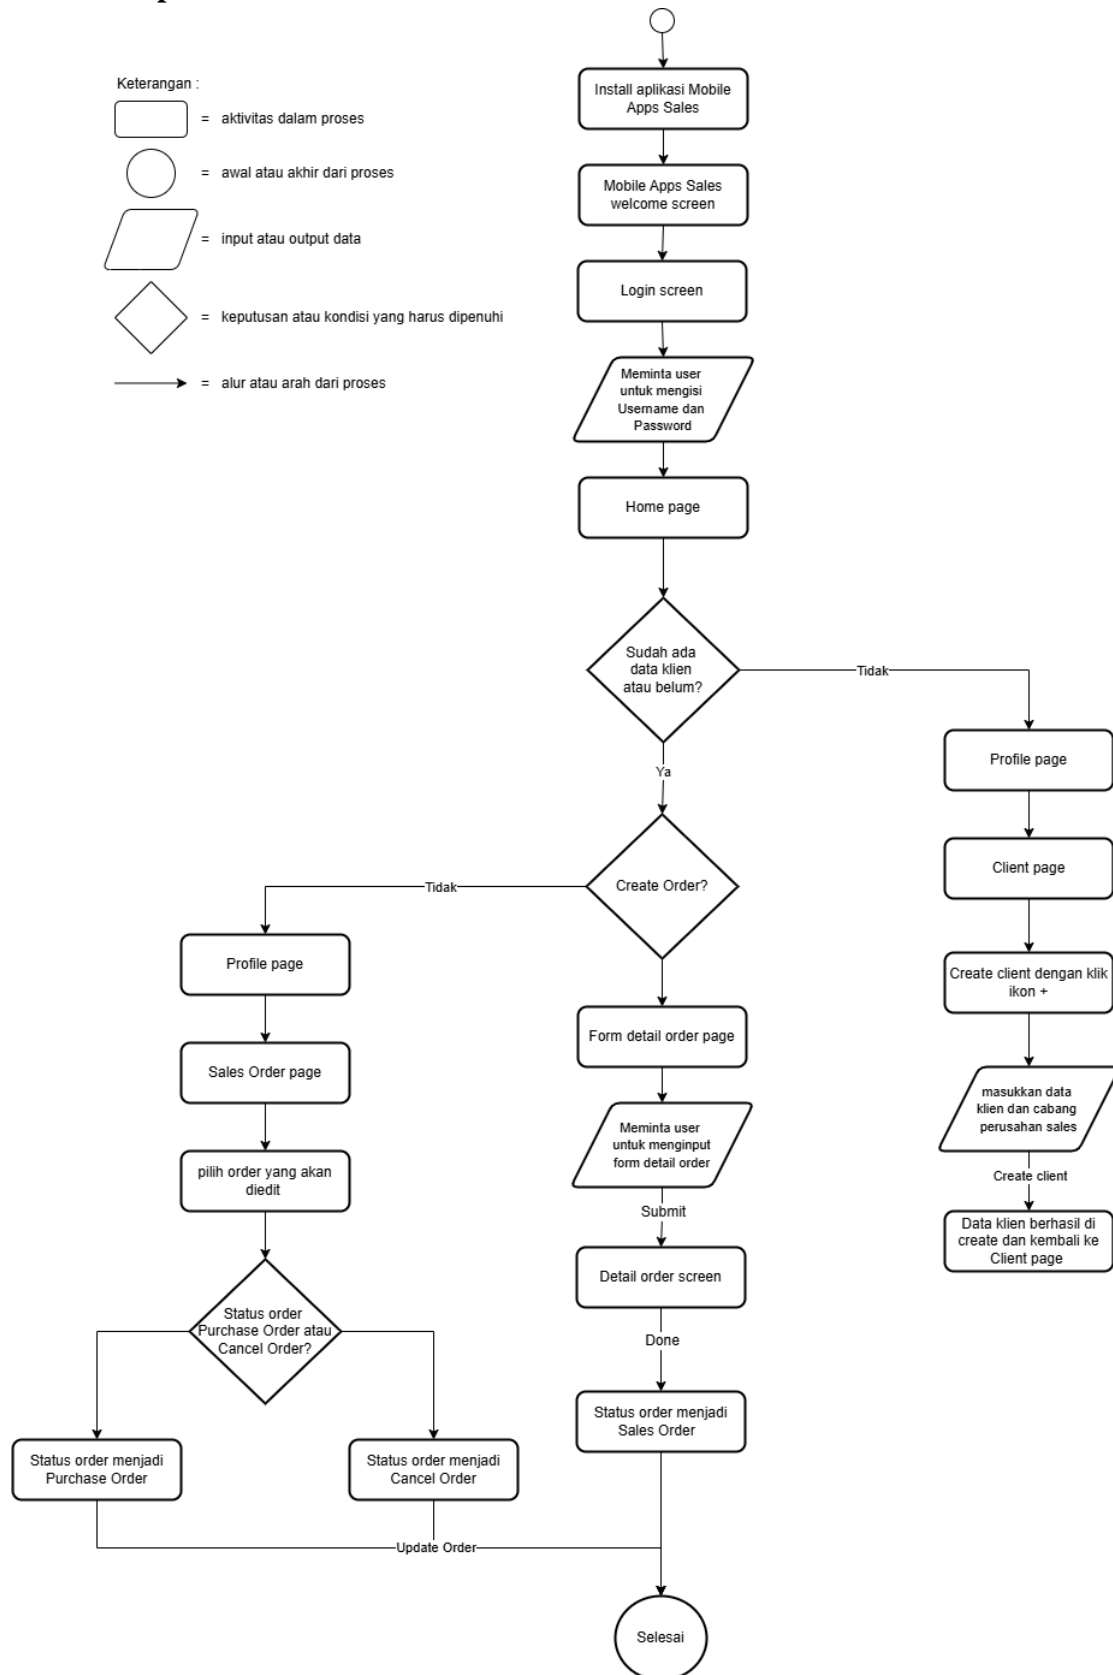 Keterangan :
= aktivitas dalam proses
= awal atau akhir dari proses
= input atau output data
= keputusan atau kondisi yang harus dipenuhi
= alur atau arah dari proses
Install aplikasi Mobile
Apps Sales
Mobile Apps Sales
welcome screen
Login screen
Meminta user
untuk mengisi
Username dan
Password
Home page
Sudah ada
data klien
atau belum?
Tidak
Ya
Profile page
Client page
Create client dengan klik
ikon +
masukkan data
klien dan cabang
perusahan sales
Create client
Data klien berhasil di
create dan kembali ke
Client page
Create Order?
Tidak
Profile page
Sales Order page
pilih order yang akan
diedit
Status order
Purchase Order atau
Cancel Order?
Status order menjadi
Purchase Order
Status order menjadi
Cancel Order
Update Order
Form detail order page
Meminta user
untuk menginput
form detail order
Submit
Detail order screen
Done
Status order menjadi
Sales Order
Selesai